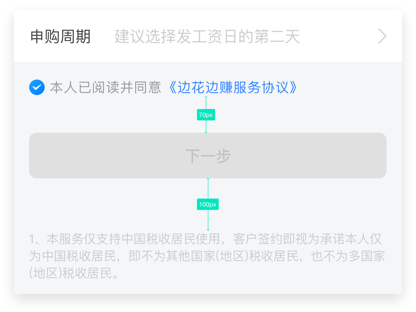 申购周期 建议选择发工资日的第二天
本人已阅读并同意《边花边赚服务协议》
70px
下一步
100px
1、本服务仅支持中国税收居民使用，客户签约即视为承诺本人仅
为中国税收居民，即不为其他国家(地区)税收居民，也不为多国家
(地区)税收居民。